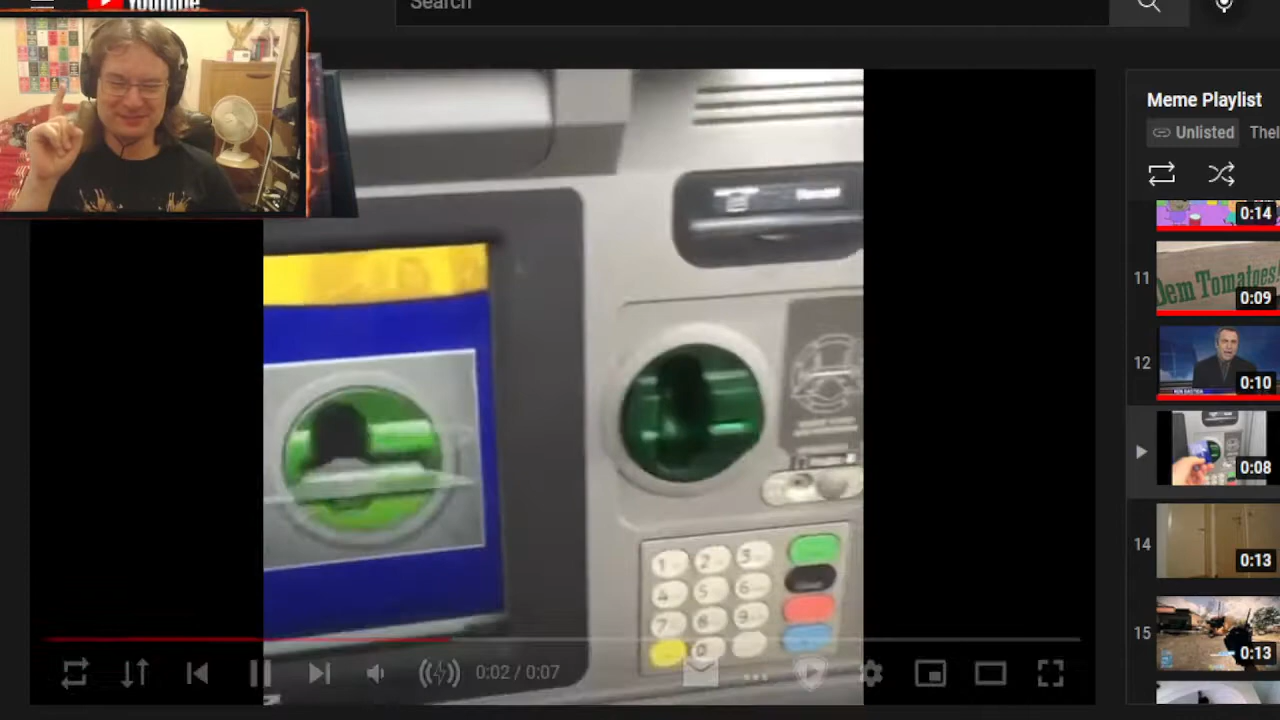 YouTube
Search
Meme Playlist
Unlisted
0:14
11
Dem Tomatoes!
0:09
12
0:10
0:08
14
0:13
15
0:13
1 2 3
4 5 6
7 8 9
0
0:02 / 0:07